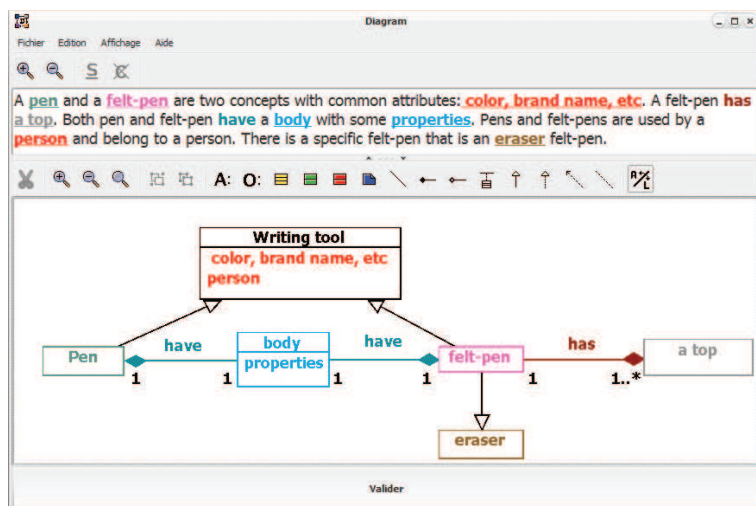 Diagram
Fichier Edition Affichage Aide
S C
A pen and a felt-pen are two concepts with common attributes: color, brand name, etc. A felt-pen has
a top. Both pen and felt-pen have a body with some properties. Pens and felt-pens are used by a
person and belong to a person. There is a specific felt-pen that is an eraser felt-pen.
A: O: R/L
Writing tool
color, brand name, etc
person
have have has
Pen body felt-pen a top
properties
1 1 1 1 1 1..*
eraser
Valider